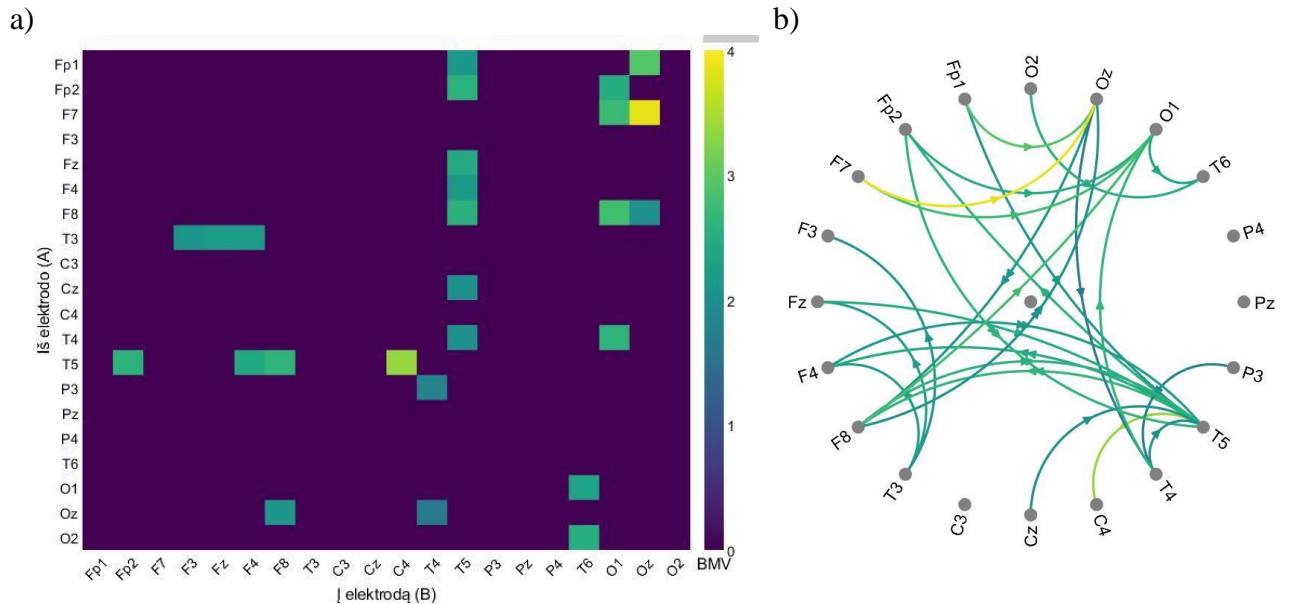 a)
Iš elektrodo (A)
Fp1
Fp2
F7
F3
Fz
F4
F8
T3
C3
Cz
C4
T4
T5
P3
Pz
P4
T6
O1
Oz
O2
Fp1 Fp2 F7 F3 Fz F4 F8 T3 C3 Cz C4 T4 T5 P3 Pz P4 T6 O1 Oz O2
Į elektrodą (B)
4
3
2
1
0
BMV
b)
Fp1
O2
Oz
O1
T6
P4
Pz
P3
T5
T4
C4
Cz
C3
T3
F8
F4
Fz
F3
F7
Fp2